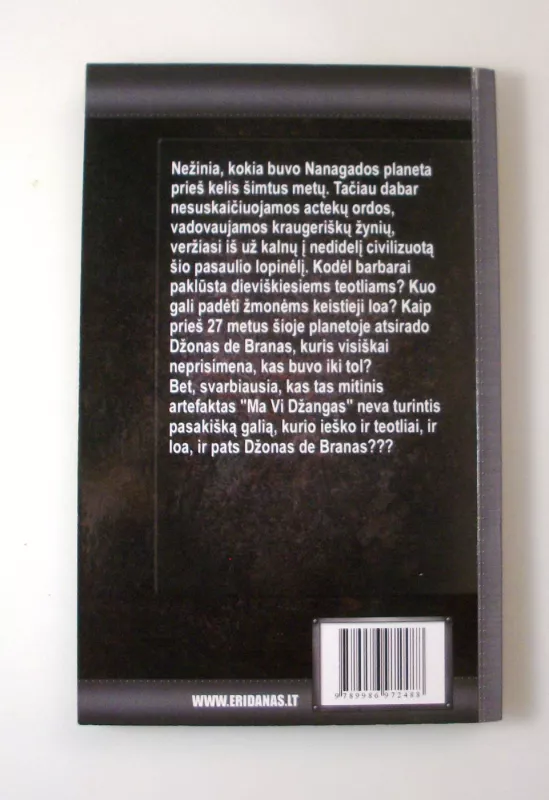 Nežinia, kokia buvo Nanagados planeta
prieš kelis šimtus metų. Tačiau dabar
nesuskaičiuojamos actekų ordos,
vadovaujamos kraugeriškų žynių,
veržiasi iš už kalnų į nedidelį civilizuotą
šio pasaulio lopinėlį. Kodėl barbarai
paklūsta dieviškiesiems teotliams? Kuo
gali padėti žmonėms keistieji loa? Kaip
prieš 27 metus šioje planetoje atsirado
Džonas de Branas, kuris visiškai
neprisimena, kas buvo iki tol?
Bet, svarbiausia, kas tas mitinis
artefaktas "Ma Vi Džangas" neva turintis
pasakišką galią, kurio ieško ir teotliai, ir
loa, ir pats Džonas de Branas???
WWW.ERIDANAS.LT
9 789986 972488